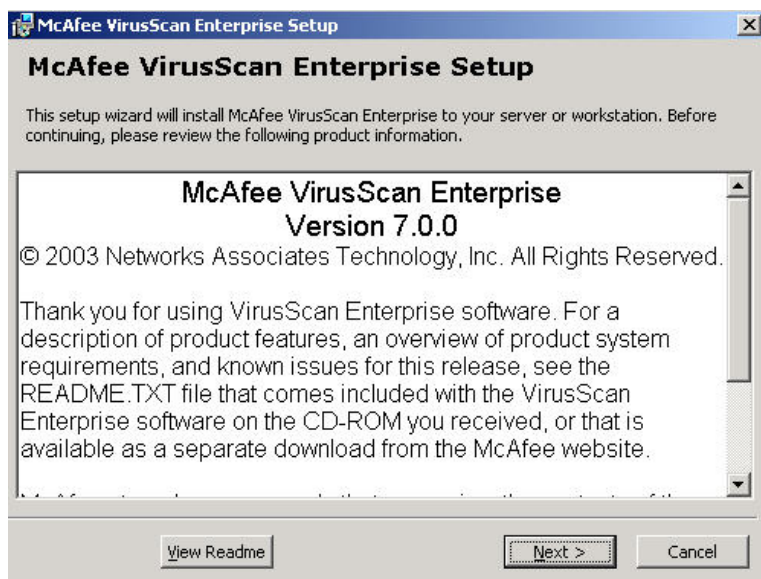 McAfee VirusScan Enterprise Setup
McAfee VirusScan Enterprise Setup
This setup wizard will install McAfee VirusScan Enterprise to your server or workstation. Before
continuing, please review the following product information.
McAfee VirusScan Enterprise
Version 7.0.0
© 2003 Networks Associates Technology, Inc. All Rights Reserved.
Thank you for using VirusScan Enterprise software. For a
description of product features, an overview of product system
requirements, and known issues for this release, see the
README.TXT file that comes included with the VirusScan
Enterprise software on the CD-ROM you received, or that is
available as a separate download from the McAfee website.
View Readme
Next >
Cancel